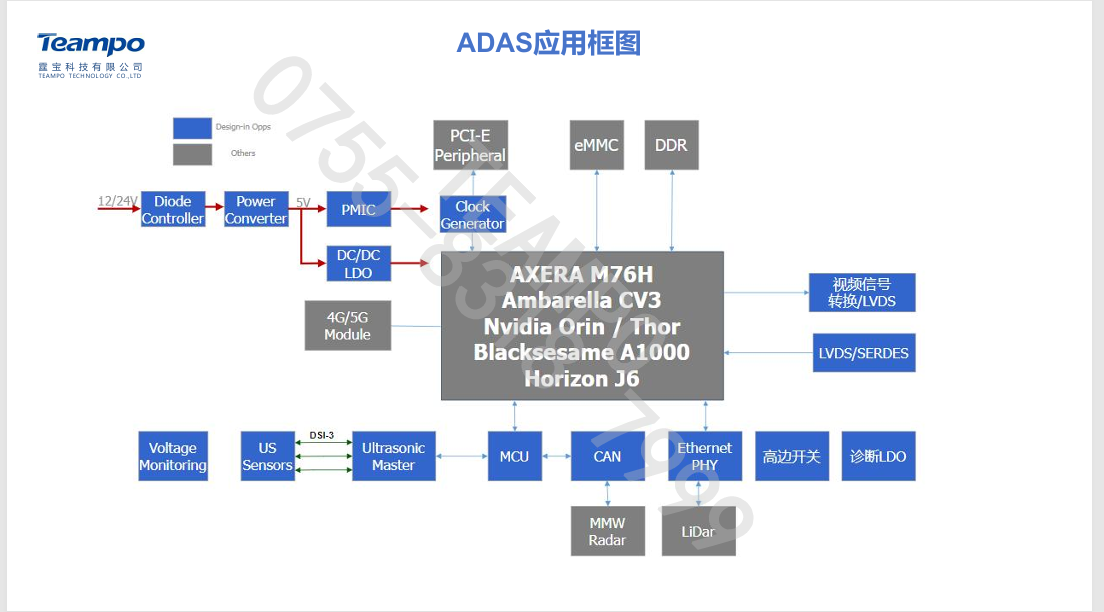 Teampo
霆宝科技有限公司
TEAMPO TECHNOLOGY CO.,LTD
ADAS应用框图
Design-in Opps
Others
PCI-E
Peripheral
eMMC
DDR
12/24V
Diode
Controller
Power
Converter
5V
PMIC
Clock
Generator
DC/DC
LDO
4G/5G
Module
AXERA M76H
Ambarella CV3
Nvidia Orin / Thor
Blacksesame A1000
Horizon J6
视频信号
转换/LVDS
LVDS/SERDES
Voltage
Monitoring
US
Sensors
DSI-3
Ultrasonic
Master
MCU
CAN
Ethernet
PHY
高边开关
诊断LDO
MMW
Radar
LiDar
TEAMPO
0755-83318 7999